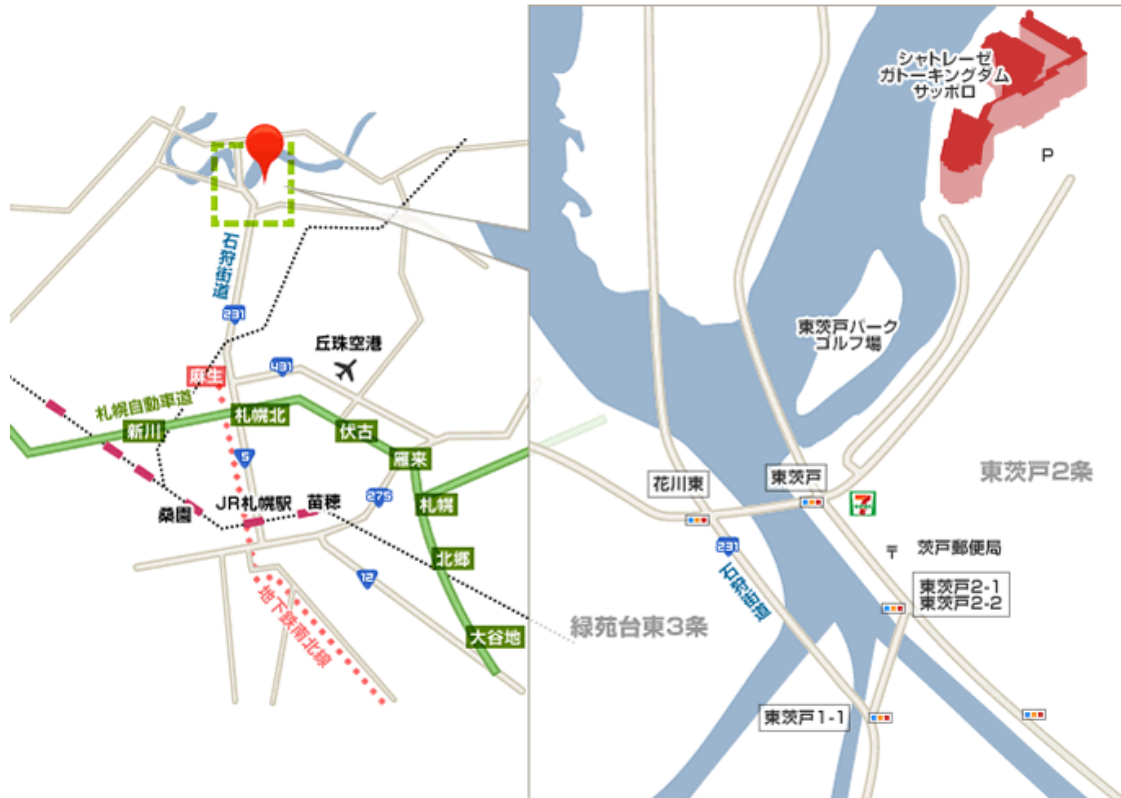 石狩街道
231
丘珠空港
431
麻生
札幌自動車道
新川
札幌北
伏古
雁来
5
275
札幌
桑園
JR札幌駅
苗穂
北郷
12
地下鉄南北線
大谷地
シャトレーゼ
ガトーキングダム
サッポロ
P
東茨戸パーク
ゴルフ場
東茨戸2条
花川東
東茨戸
7
231
石狩街道
〒
茨戸郵便局
東茨戸2-1
東茨戸2-2
緑苑台東3条
東茨戸1-1